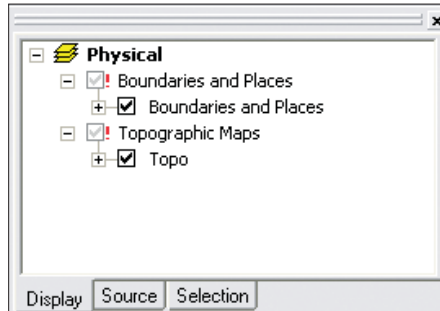 Physical
Boundaries and Places
Boundaries and Places
Topographic Maps
Topo
Display Source Selection